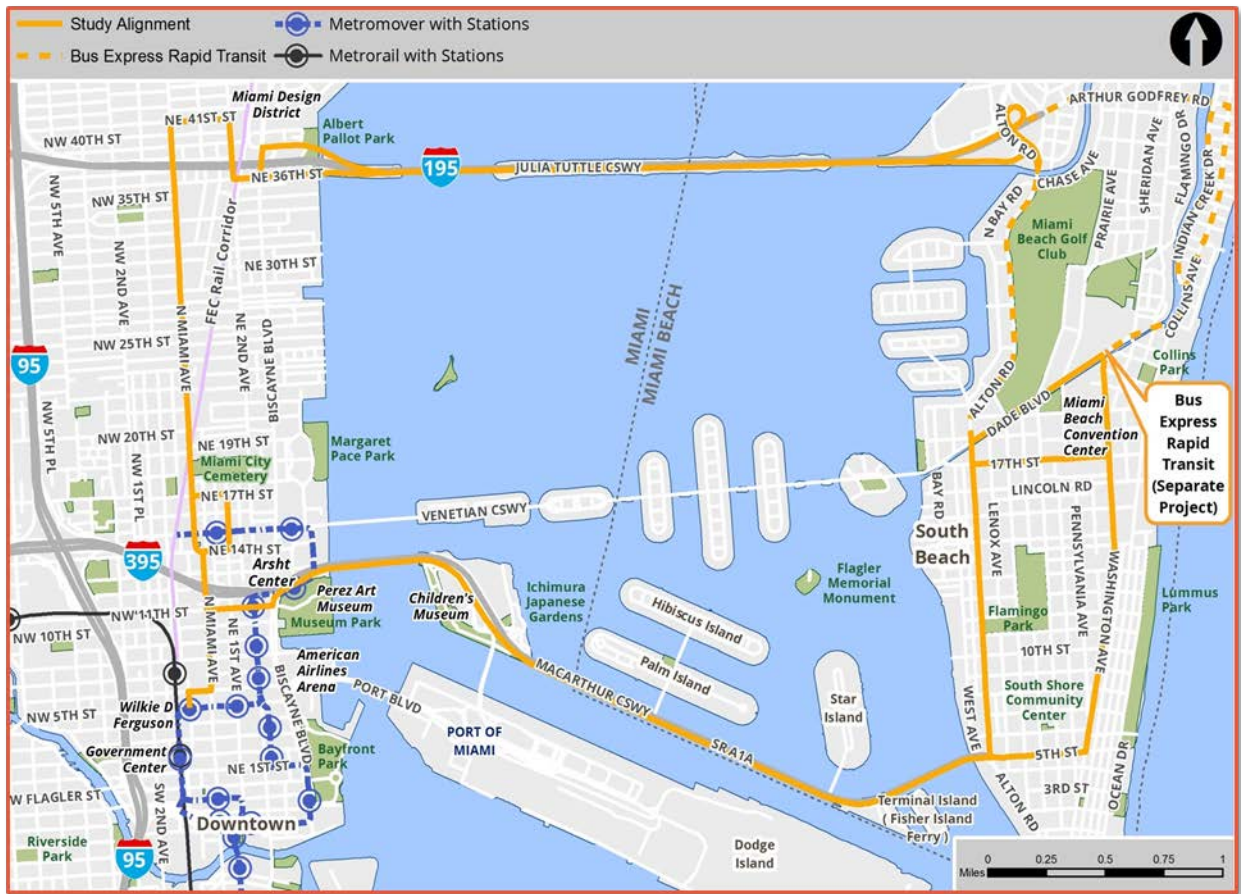 Study Alignment
Metromover with Stations
Bus Express Rapid Transit
Metrorail with Stations
Miami Design
District
NE 41ST ST
NW 40TH ST
Albert
Pallot Park
ARTHUR GODFREY RD
ALTON RD
195
JULIA TUTTLE CSWY
NE 36TH ST
CHASE AVE
SHERIDAN AVE
FLAMINGO DR
INDIAN CREEK DR
PRAIRIE AVE
N BAY RD
NW 35TH ST
NW 5TH AVE
NW 2ND AVE
FEC Rail Corridor
Miami
Beach Golf
Club
NE 30TH ST
N MIAMI AVE
NE 2ND AVE
BISCAYNE BLVD
MIAMI
MIAMI BEACH
COLLINS AVE
NW 25TH ST
95
Collins
Park
ALTON RD
DADE BLVD
NW 5TH PL
NW 20TH ST
NW 1ST PL
NE 19TH ST
Miami City
Cemetery
Margaret
Pace Park
Miami
Beach
Convention
Center
Bus
Express
Rapid
Transit
(Separate
Project)
17TH ST
NE 17TH ST
BAY RD
LINCOLN RD
VENETIAN CSWY
South
Beach
LENOX AVE
PENNSYLVANIA AVE
WASHINGTON AVE
395
NE 14TH ST
Arsht
Center
Perez Art
Museum
Museum Park
Children's
Museum
Ichimura
Japanese
Gardens
Flagler
Memorial
Monument
Hibiscus Island
Flamingo
Park
Lummus
Park
NW 11TH ST
NW 10TH ST
N MIAMI AVE
NE 1ST AVE
10TH ST
American
Airlines
Arena
MACARTHUR CSWY
Palm Island
Star
Island
South Shore
Community
Center
WEST AVE
Wilkie D
Ferguson
NW 5TH ST
BISCAYNE BLVD
PORT BLVD
PORT OF
MIAMI
SR A1A
5TH ST
Government
Center
Bayfront
Park
NE 1ST ST
ALTON RD
3RD ST
OCEAN DR
W FLAGLER ST
SW 2ND AVE
Terminal Island
( Fisher Island
Ferry )
Downtown
Riverside
Park
95
Dodge
Island
0 0.25 0.5 0.75 1
Miles